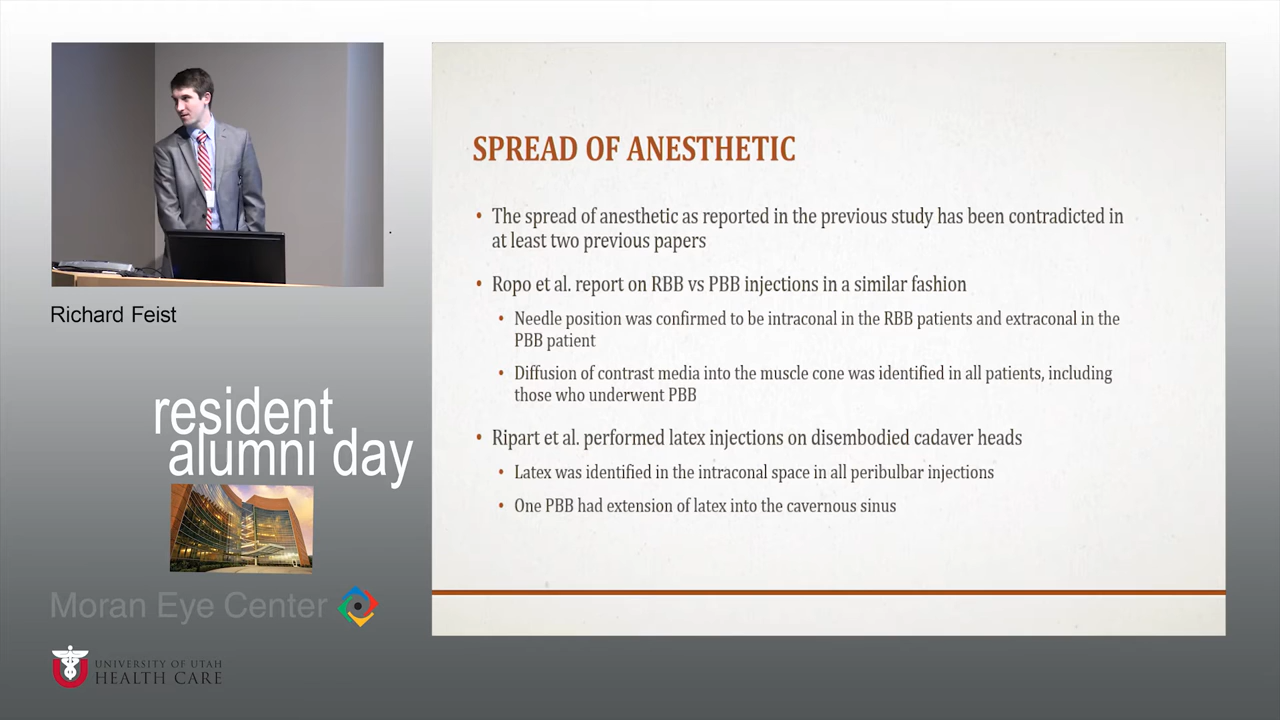 SPREAD OF ANESTHETIC
• The spread of anesthetic as reported in the previous study has been contradicted in
at least two previous papers
• Ropo et al. report on RBB vs PBB injections in a similar fashion
• Needle position was confirmed to be intraconal in the RBB patients and extraconal in the
PBB patient
• Diffusion of contrast media into the muscle cone was identified in all patients, including
those who underwent PBB
• Ripart et al. performed latex injections on disembodied cadaver heads
• Latex was identified in the intraconal space in all peribulbar injections
• One PBB had extension of latex into the cavernous sinus
Richard Feist
resident
alumni day
Moran Eye Center
UNIVERSITY OF UTAH
HEALTH CARE